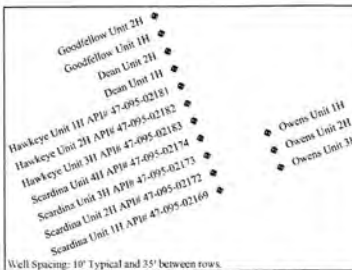 Goodfellow Unit 2H
Goodfellow Unit 1H
Dean Unit 2H
Dean Unit 1H
Hawkeye Unit 1H API# 47-095-02181
Hawkeye Unit 2H API# 47-095-02182
Hawkeye Unit 3H API# 47-095-02183
Scardina Unit 4H API# 47-095-02174
Scardina Unit 3H API# 47-095-02173
Scardina Unit 2H API# 47-095-02172
Scardina Unit 1H API# 47-095-02169
Owens Unit 1H
Owens Unit 2H
Owens Unit 3H
Well Spacing: 10' Typical and 35' between rows.